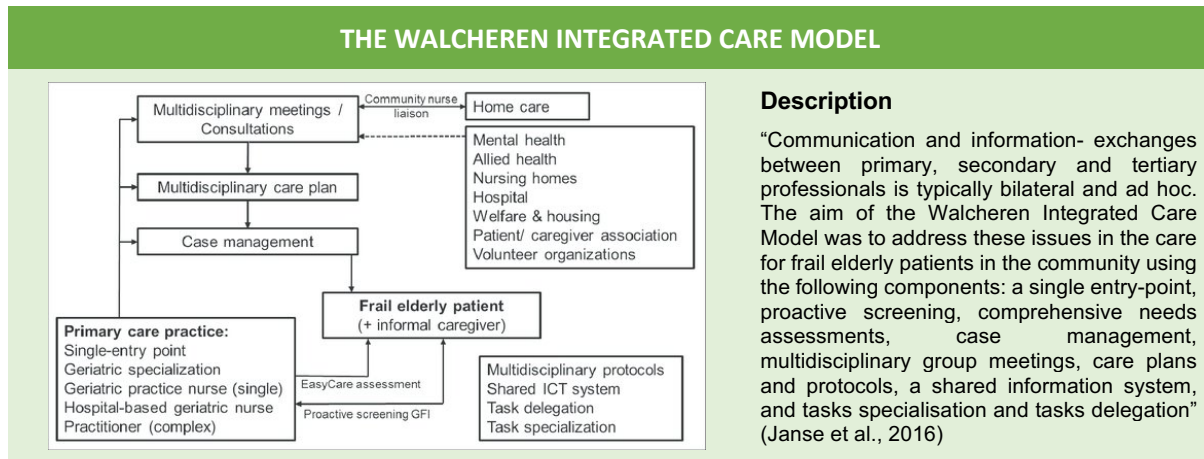 THE WALCHEREN INTEGRATED CARE MODEL
Multidisciplinary meetings /
Consultations
Community nurse
liaison
Home care
Mental health
Allied health
Nursing homes
Hospital
Welfare & housing
Patient/ caregiver association
Volunteer organizations
Multidisciplinary care plan
Case management
Frail elderly patient
(+ informal caregiver)
Primary care practice:
Single-entry point
Geriatric specialization
Geriatric practice nurse (single)
Hospital-based geriatric nurse
Practitioner (complex)
EasyCare assessment
Proactive screening GFI
Multidisciplinary protocols
Shared ICT system
Task delegation
Task specialization
Description
“Communication and information- exchanges
between primary, secondary and tertiary
professionals is typically bilateral and ad hoc.
The aim of the Walcheren Integrated Care
Model was to address these issues in the care
for frail elderly patients in the community using
the following components: a single entry-point,
proactive screening, comprehensive needs
assessments, case management,
multidisciplinary group meetings, care plans
and protocols, a shared information system,
and tasks specialisation and tasks delegation”
(Janse et al., 2016)